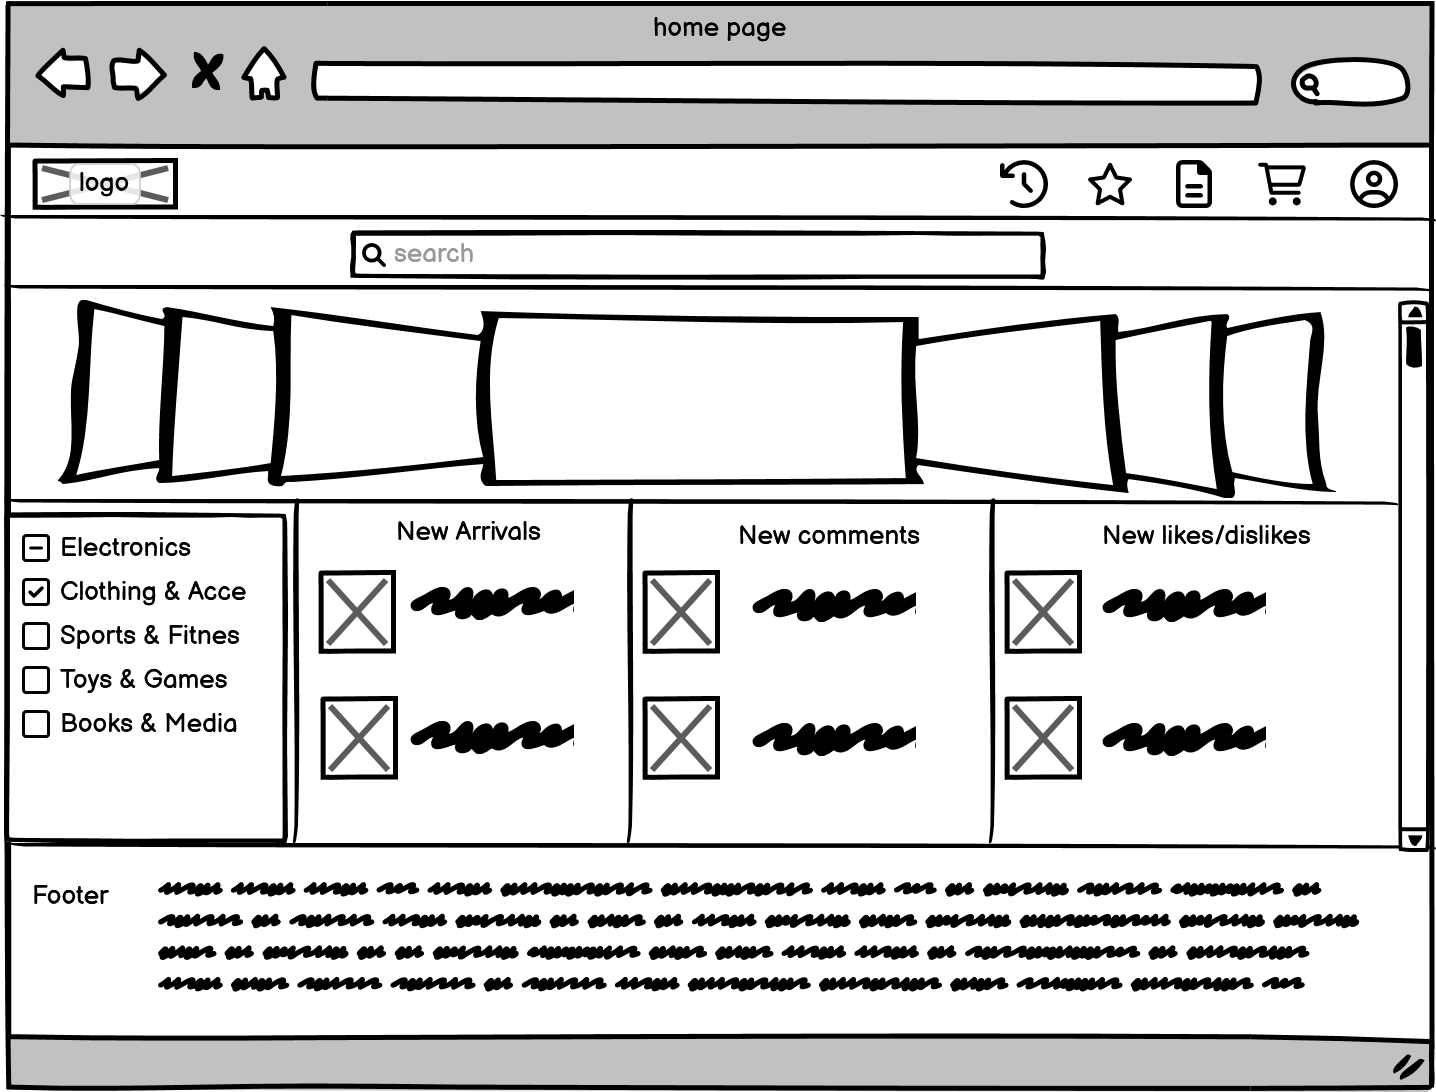 home page
logo
search
Electronics
Clothing & Acce
Sports & Fitnes
Toys & Games
Books & Media
New Arrivals
New comments
New likes/dislikes
Footer